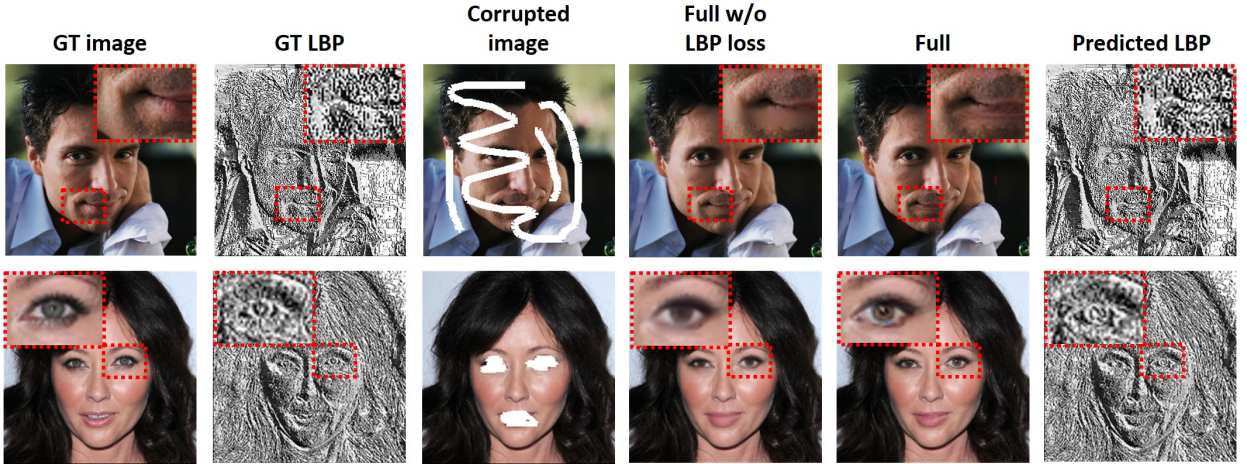 GT image
GT LBP
Corrupted
image
Full w/o
LBP loss
Full
Predicted LBP